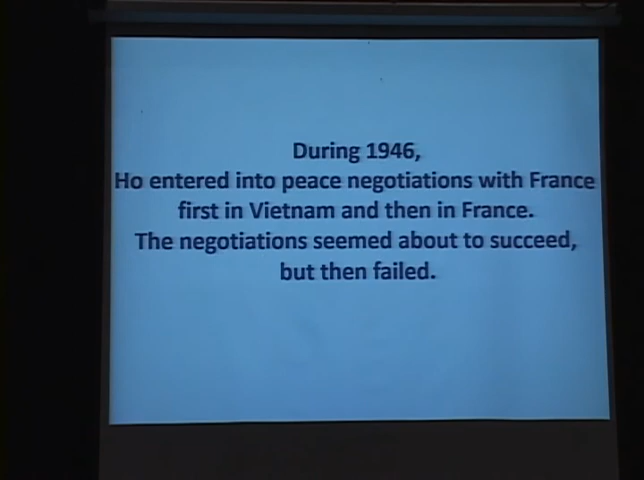 During 1946,
Ho entered into peace negotiations with France
first in Vietnam and then in France.
The negotiations seemed about to succeed,
but then failed.